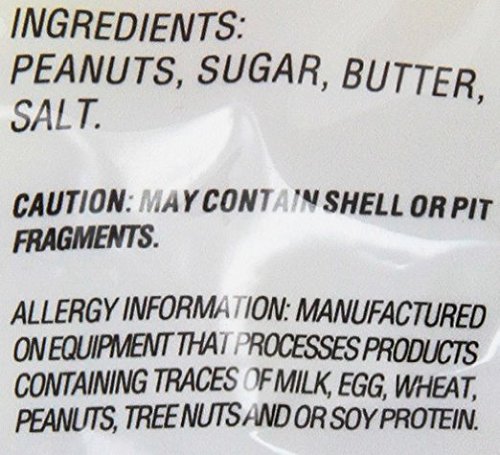 INGREDIENTS:
PEANUTS, SUGAR, BUTTER,
SALT.
CAUTION: MAY CONTAIN SHELL OR PIT
FRAGMENTS.
ALLERGY INFORMATION: MANUFACTURED
ON EQUIPMENT THAT PROCESSES PRODUCTS
CONTAINING TRACES OF MILK, EGG, WHEAT,
PEANUTS, TREE NUTS AND OR SOY PROTEIN.